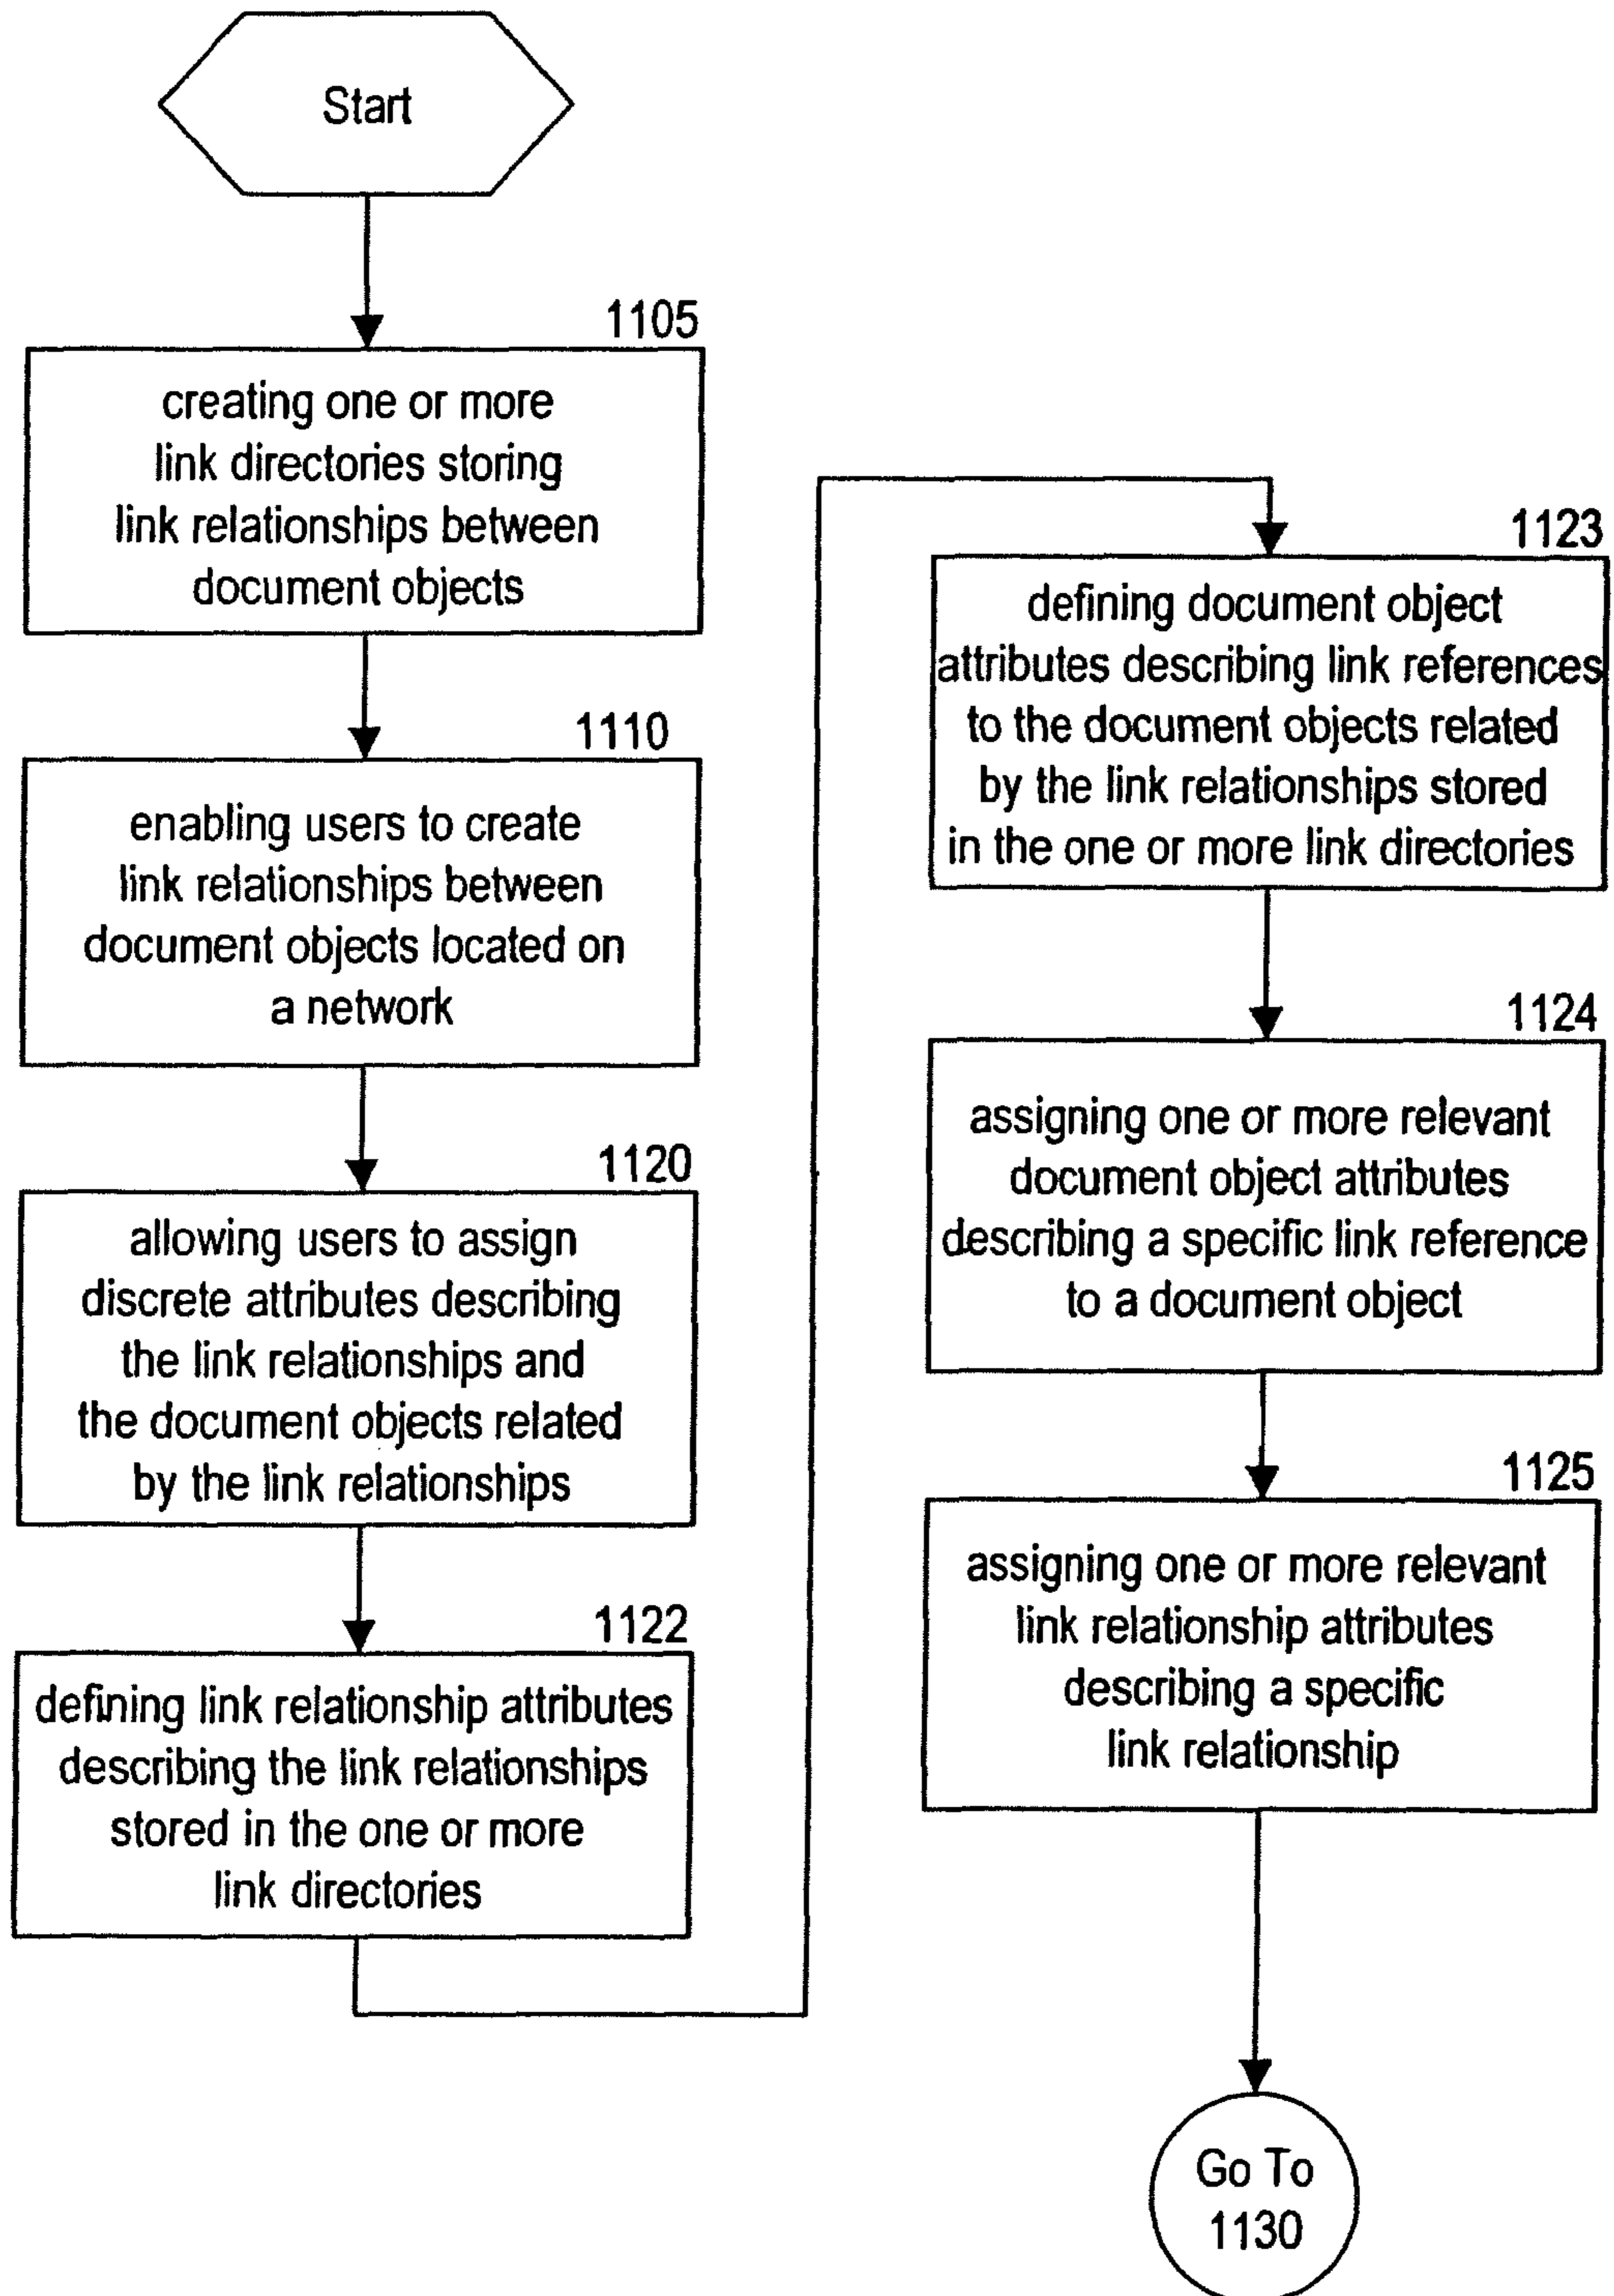 Start
1105
creating one or more
link directories storing
link relationships between
document objects
1110
enabling users to create
link relationships between
document objects located on
a network
1120
allowing users to assign
discrete attributes describing
the link relationships and
the document objects related
by the link relationships
1122
defining link relationship attributes
describing the link relationships
stored in the one or more
link directories
1123
defining document object
attributes describing link references
to the document objects related
by the link relationships stored
in the one or more link directories
1124
assigning one or more relevant
document object attributes
describing a specific link reference
to a document object
1125
assigning one or more relevant
link relationship attributes
describing a specific
link relationship
Go To
1130